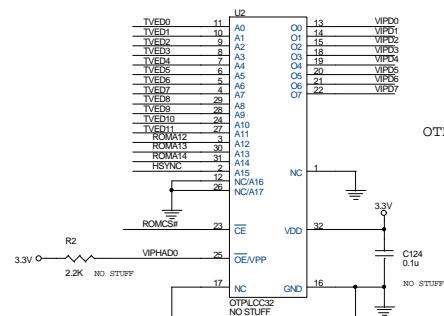 U2
TVED0 11 A0 O0 13 VIPD0
TVED1 10 A1 O1 14 VIPD1
TVED2 9 A2 O2 15 VIPD2
TVED3 8 A3 O3 18 VIPD3
TVED4 7 A4 O4 19 VIPD4
TVED5 6 A5 O5 20 VIPD5
TVED6 5 A6 O6 21 VIPD6
TVED7 4 A7 O7 22 VIPD7
TVED8 29 A8
TVED9 28 A9
TVED10 24 A10
TVED11 27 A11
ROMA12 3 A12
ROMA13 30 A13
ROMA14 31 A14
HSYNC 2 A15 NC 1
12 NC/A16
26 NC/A17
OTP
3.3V
ROMCS# 23 CE VDD 32
R2
3.3V VIPHAD0 25 OE/VPP
2.2K NO STUFF
C124
0.1u
NO STUFF
17 NC GND 16
OTP\LCC32
NO STUFF